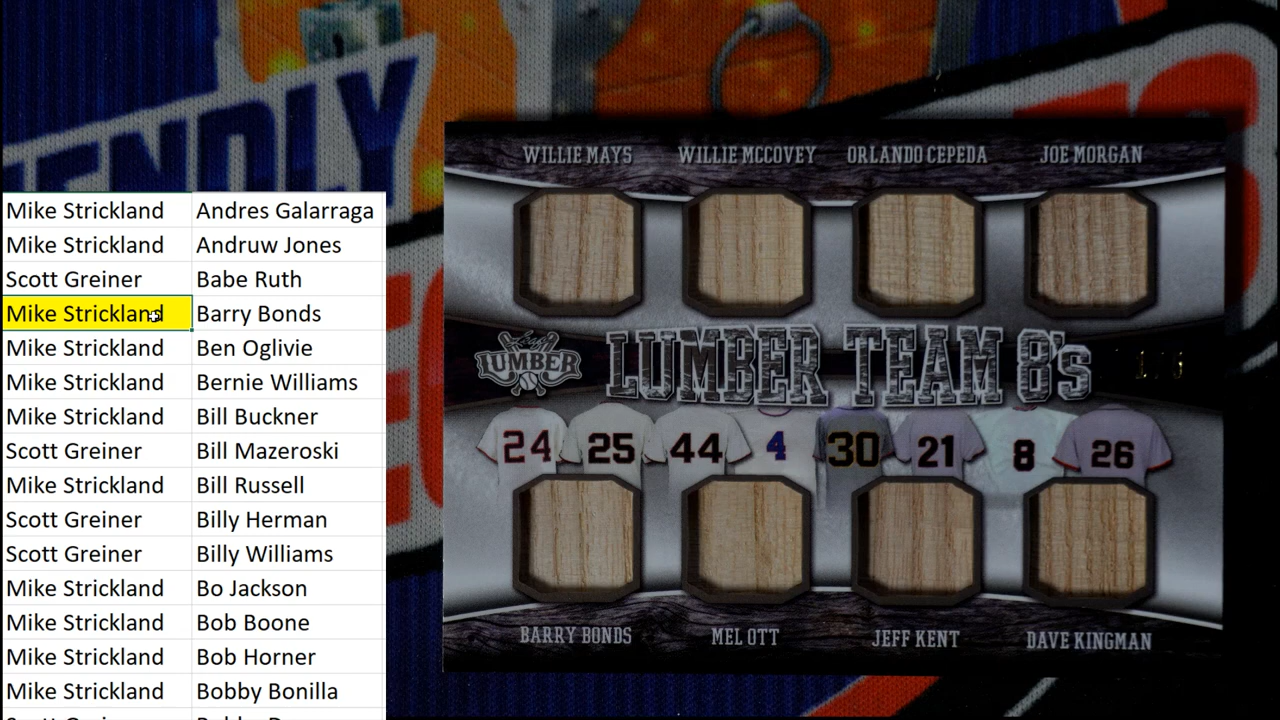 ENDLY
Mike Strickland Andres Galarraga
Mike Strickland Andruw Jones
Scott Greiner Babe Ruth
Mike Strickland Barry Bonds
Mike Strickland Ben Oglivie
Mike Strickland Bernie Williams
Mike Strickland Bill Buckner
Scott Greiner Bill Mazeroski
Mike Strickland Bill Russell
Scott Greiner Billy Herman
Scott Greiner Billy Williams
Mike Strickland Bo Jackson
Mike Strickland Bob Boone
Mike Strickland Bob Horner
Mike Strickland Bobby Bonilla
WILLIE MAYS WILLIE MCCOVEY ORLANDO CEPEDA JOE MORGAN
Leaf
LUMBER
LUMBER TEAM 8's
24 25 44 4 30 21 8 26
BARRY BONDS MEL OTT JEFF KENT DAVE KINGMAN